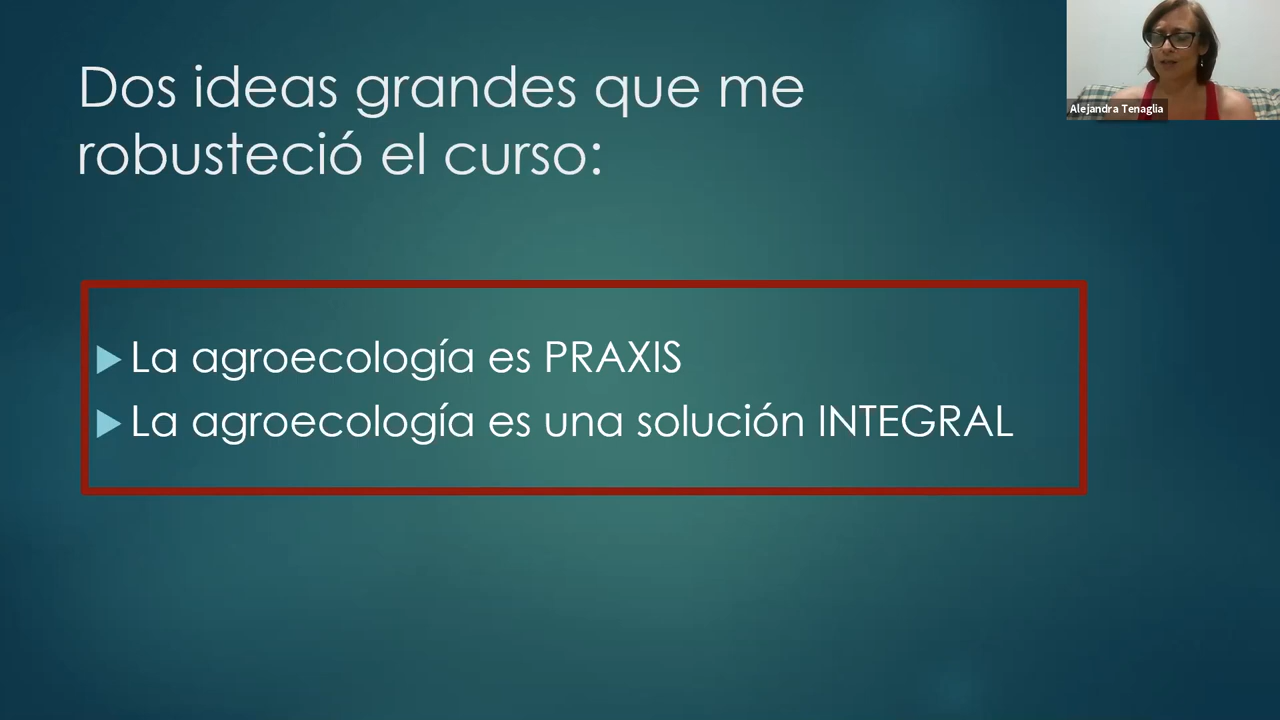 Dos ideas grandes que me
robusteció el curso:
Alejandra Tenaglia
La agroecología es PRAXIS
La agroecología es una solución INTEGRAL